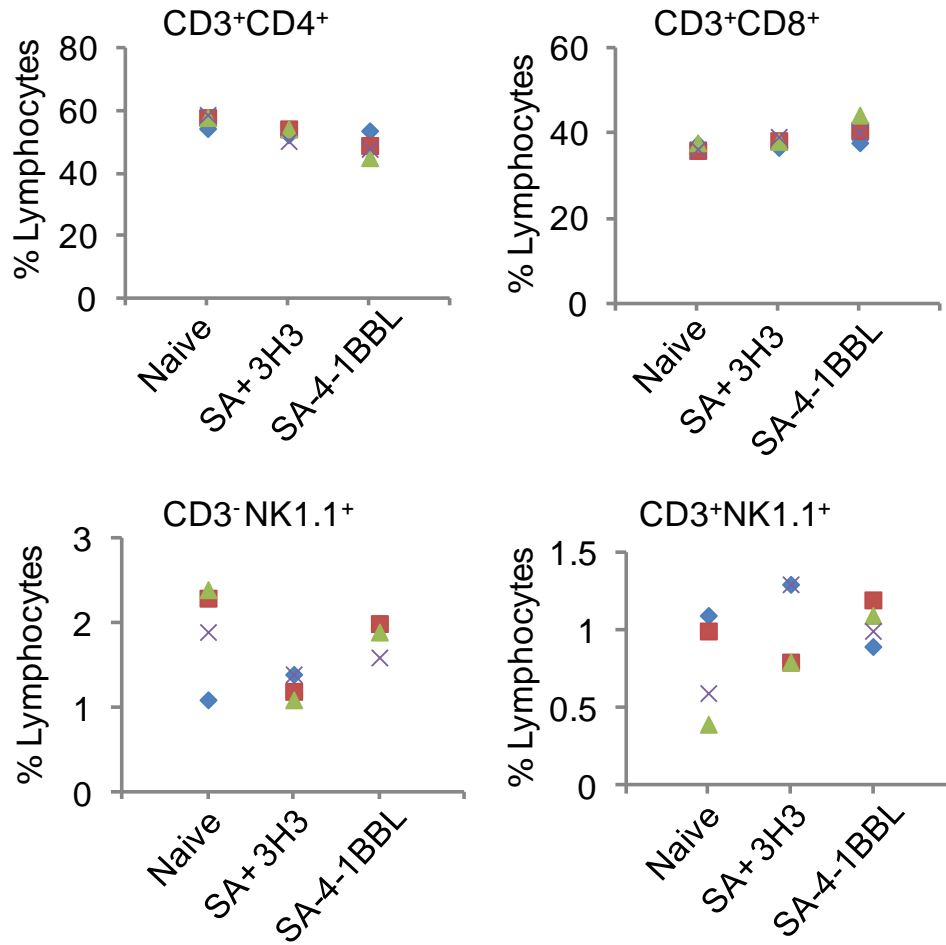 CD3⁺CD4⁺
% Lymphocytes
80
60
40
20
0
Naive
SA+3H3
SA-4-1BBL
CD3⁺CD8⁺
% Lymphocytes
60
40
20
0
Naive
SA+3H3
SA-4-1BBL
CD3⁻NK1.1⁺
% Lymphocytes
3
2
1
0
Naive
SA+3H3
SA-4-1BBL
CD3⁺NK1.1⁺
% Lymphocytes
1.5
1
0.5
0
Naive
SA+3H3
SA-4-1BBL